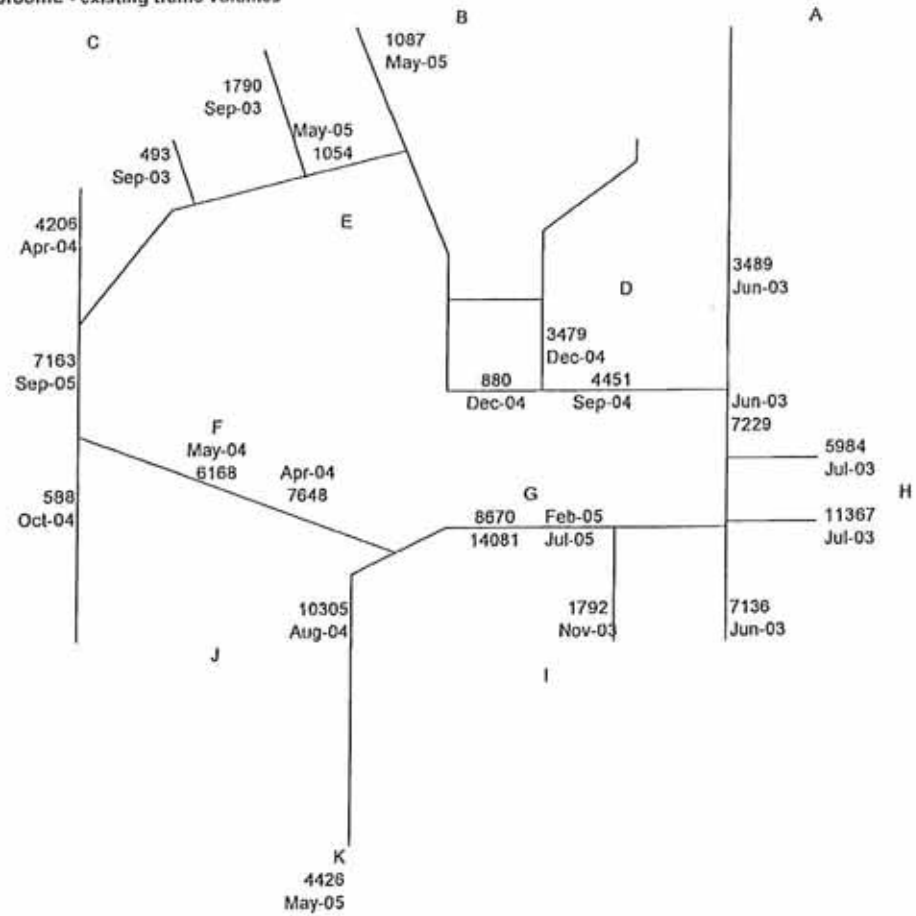 existing traffic volumes
B
A
C
1087
May-05
1790
Sep-03
May-05
1054
493
Sep-03
4206
Apr-04
E
3489
Jun-03
D
3479
Dec-04
7163
Sep-05
880
Dec-04
4451
Sep-04
Jun-03
7229
F
May-04
6168
Apr-04
7648
5984
Jul-03
588
Oct-04
G
H
8670 Feb-05
14081 Jul-05
11367
Jul-03
10305
Aug-04
1792
Nov-03
7136
Jun-03
J
I
K
4426
May-05